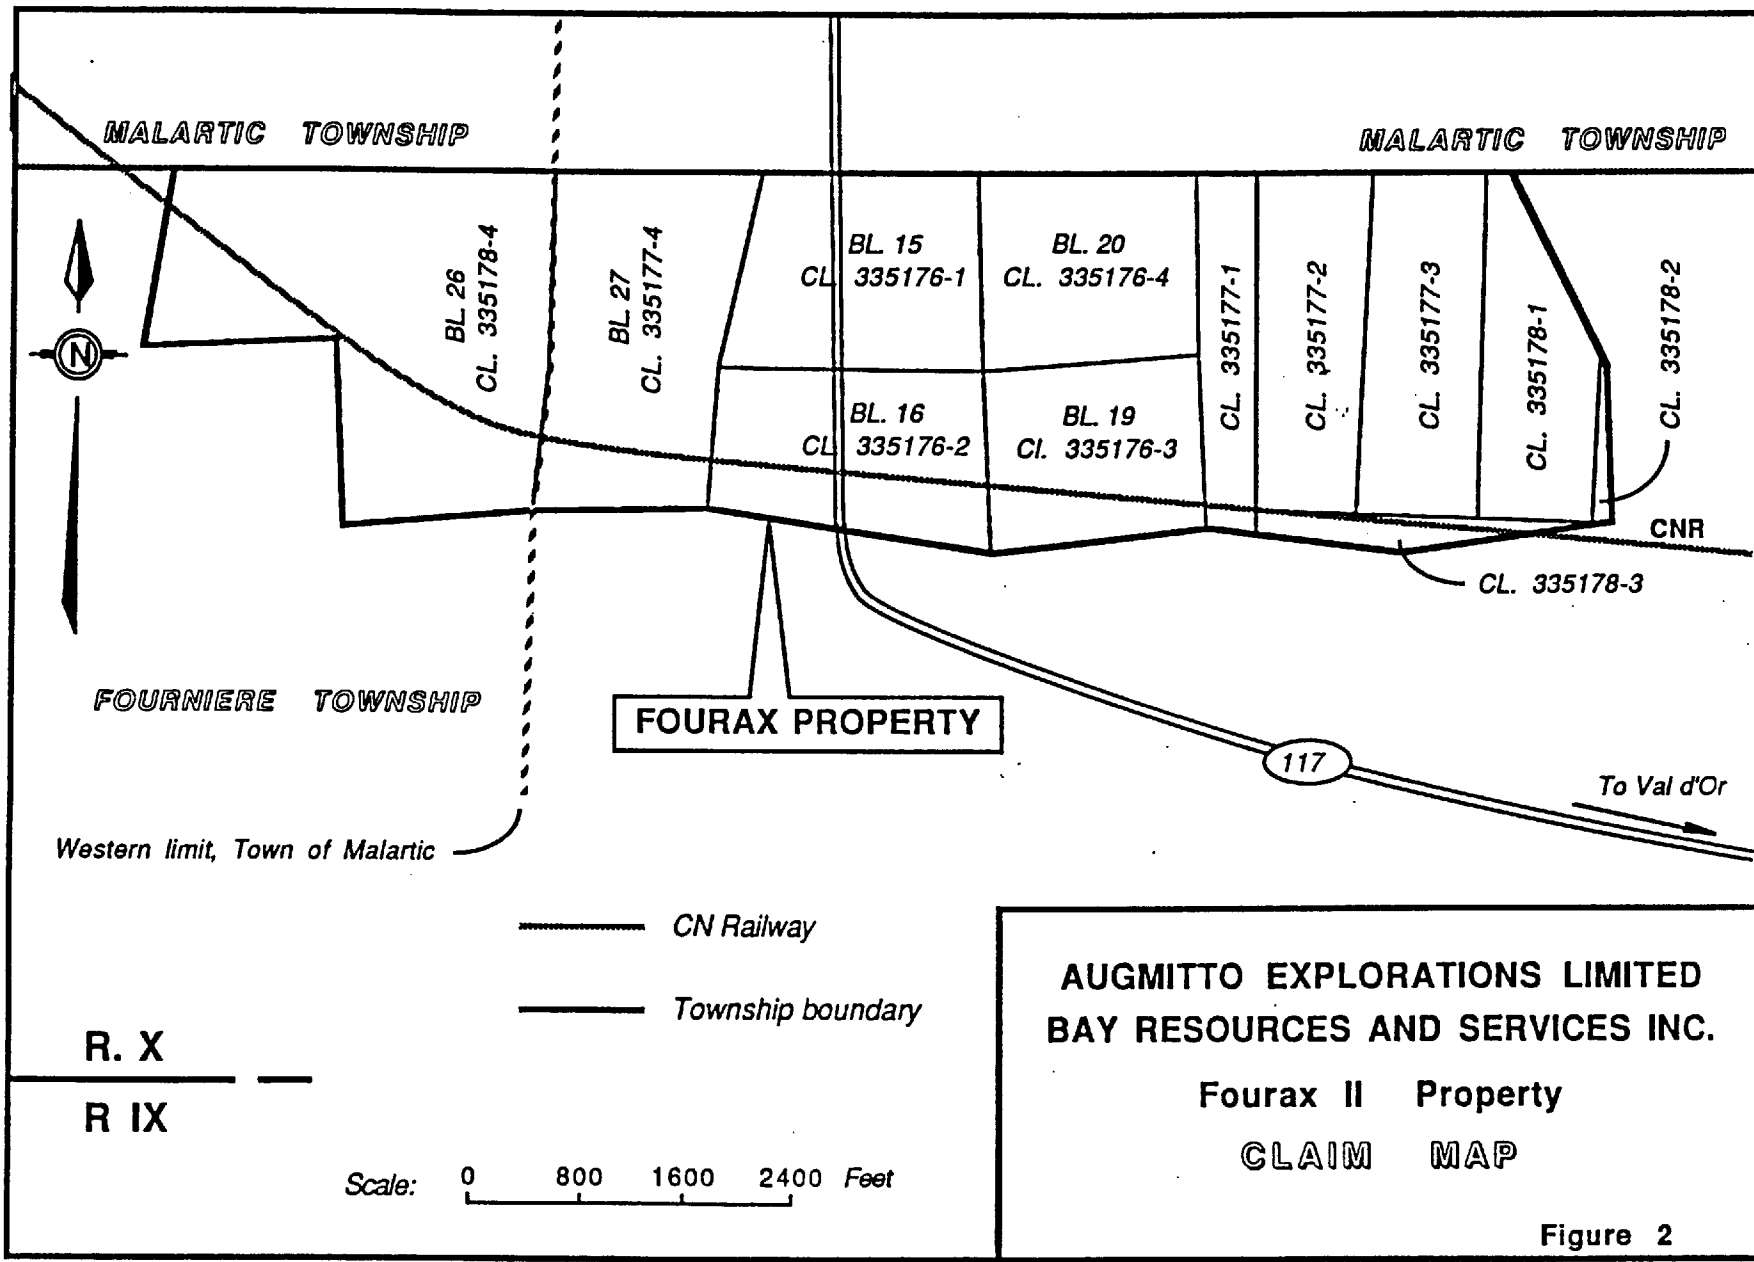 MALARTIC TOWNSHIP
MALARTIC TOWNSHIP
BL. 26
CL. 335178-4
BL. 27
CL. 335177-4
BL. 15
CL. 335176-1
BL. 20
CL. 335176-4
BL. 16
CL. 335176-2
BL. 19
Cl. 335176-3
CL. 335177-1
CL. 335177-2
CL. 335177-3
CL. 335178-1
CL. 335178-2
N
CNR
CL. 335178-3
FOURNIERE TOWNSHIP
FOURAX PROPERTY
117
To Val d'Or
Western limit, Town of Malartic
CN Railway
Township boundary
R. X
R IX
Scale: 0 800 1600 2400 Feet
AUGMITTO EXPLORATIONS LIMITED
BAY RESOURCES AND SERVICES INC.
Fourax II Property
CLAIM MAP
Figure 2